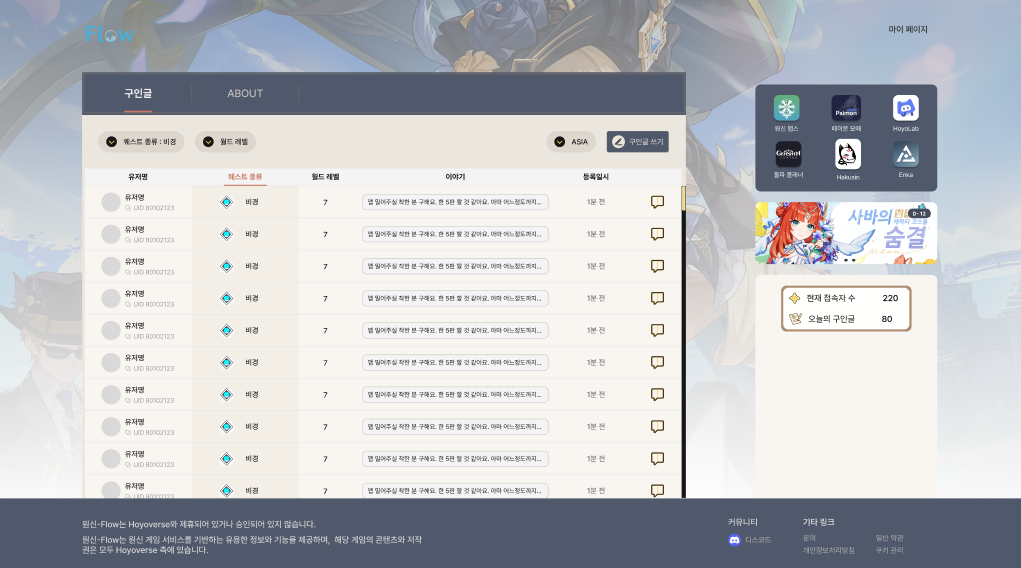 Flow
마이 페이지
구인글
ABOUT
퀘스트 종류 : 비경
월드 레벨
ASIA
구인글 쓰기
유저명
퀘스트 종류
월드 레벨
이야기
등록일시
유저명
UID 80102123
비경
7
맵 밀어주실 착한 분 구해요. 한 5판 할 것 같아요. 아마 어느정도까지...
1분 전
유저명
UID 80102123
비경
7
맵 밀어주실 착한 분 구해요. 한 5판 할 것 같아요. 아마 어느정도까지...
1분 전
유저명
UID 80102123
비경
7
맵 밀어주실 착한 분 구해요. 한 5판 할 것 같아요. 아마 어느정도까지...
1분 전
유저명
UID 80102123
비경
7
맵 밀어주실 착한 분 구해요. 한 5판 할 것 같아요. 아마 어느정도까지...
1분 전
유저명
UID 80102123
비경
7
맵 밀어주실 착한 분 구해요. 한 5판 할 것 같아요. 아마 어느정도까지...
1분 전
유저명
UID 80102123
비경
7
맵 밀어주실 착한 분 구해요. 한 5판 할 것 같아요. 아마 어느정도까지...
1분 전
유저명
UID 80102123
비경
7
맵 밀어주실 착한 분 구해요. 한 5판 할 것 같아요. 아마 어느정도까지...
1분 전
유저명
UID 80102123
비경
7
맵 밀어주실 착한 분 구해요. 한 5판 할 것 같아요. 아마 어느정도까지...
1분 전
유저명
UID 80102123
비경
7
맵 밀어주실 착한 분 구해요. 한 5판 할 것 같아요. 아마 어느정도까지...
1분 전
유저명
UID 80102123
비경
7
맵 밀어주실 착한 분 구해요. 한 5판 할 것 같아요. 아마 어느정도까지...
1분 전
Paimon
원신 맵스
페이몬 모에
HoyoLab
GENSHIN
돌파 플래너
Hakusin
Enka
D-12
사바의
숨결
현재 접속자 수
220
오늘의 구인글
80
원신-Flow는 Hoyoverse와 제휴되어 있거나 승인되어 있지 않습니다.
원신-Flow는 원신 게임 서비스를 기반하는 유용한 정보와 기능을 제공하며, 해당 게임의 콘텐츠와 저작
권은 모두 Hoyoverse 측에 있습니다.
커뮤니티
디스코드
기타 링크
문의
일반 약관
개인정보처리방침
쿠키 관리